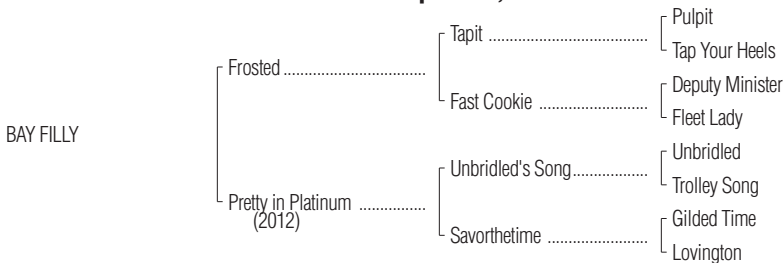 Pulpit
Tapit ......................................
Tap Your Heels
Frosted ..................................
Deputy Minister
Fast Cookie ..........................
Fleet Lady
BAY FILLY
Unbridled
Unbridled's Song..................
Trolley Song
Pretty in Platinum ................
(2012)
Gilded Time
Savorthetime ........................
Lovington